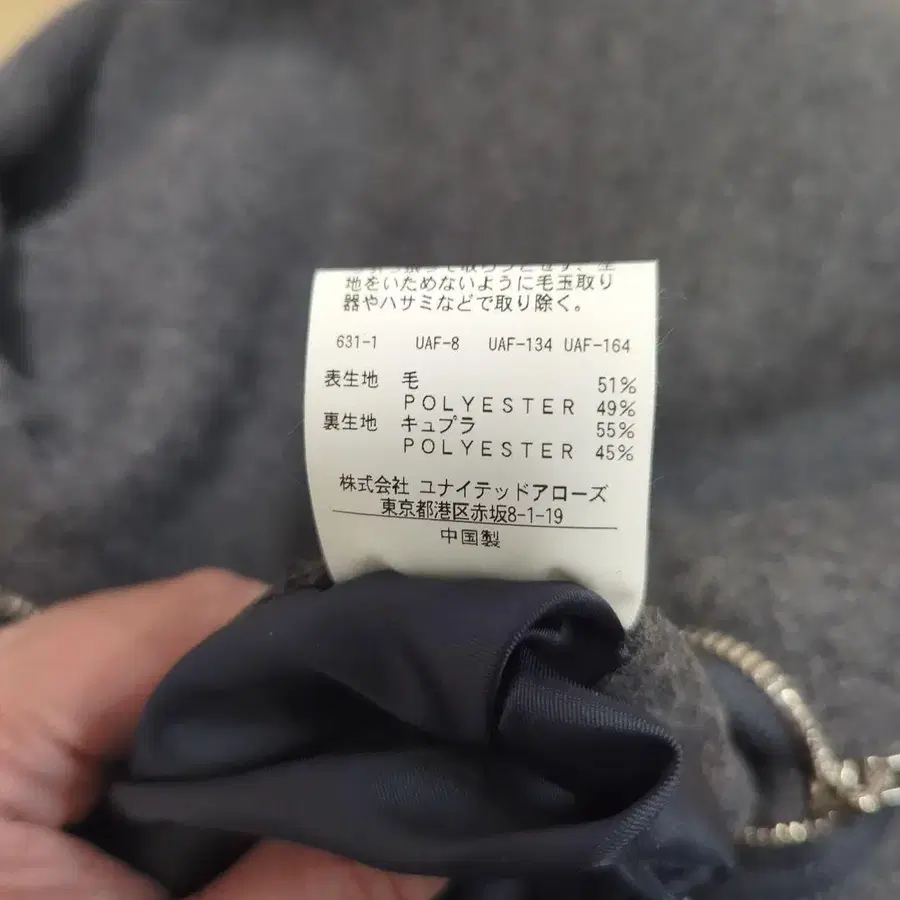 地をいためないように毛玉取り
器やハサミなどで取り除く。
631-1 UAF-8 UAF-134 UAF-164
表生地 毛 51%
POLYESTER 49%
裏生地 キュプラ 55%
POLYESTER 45%
株式会社 ユナイテッドアローズ
東京都港区赤坂8-1-19
中国製